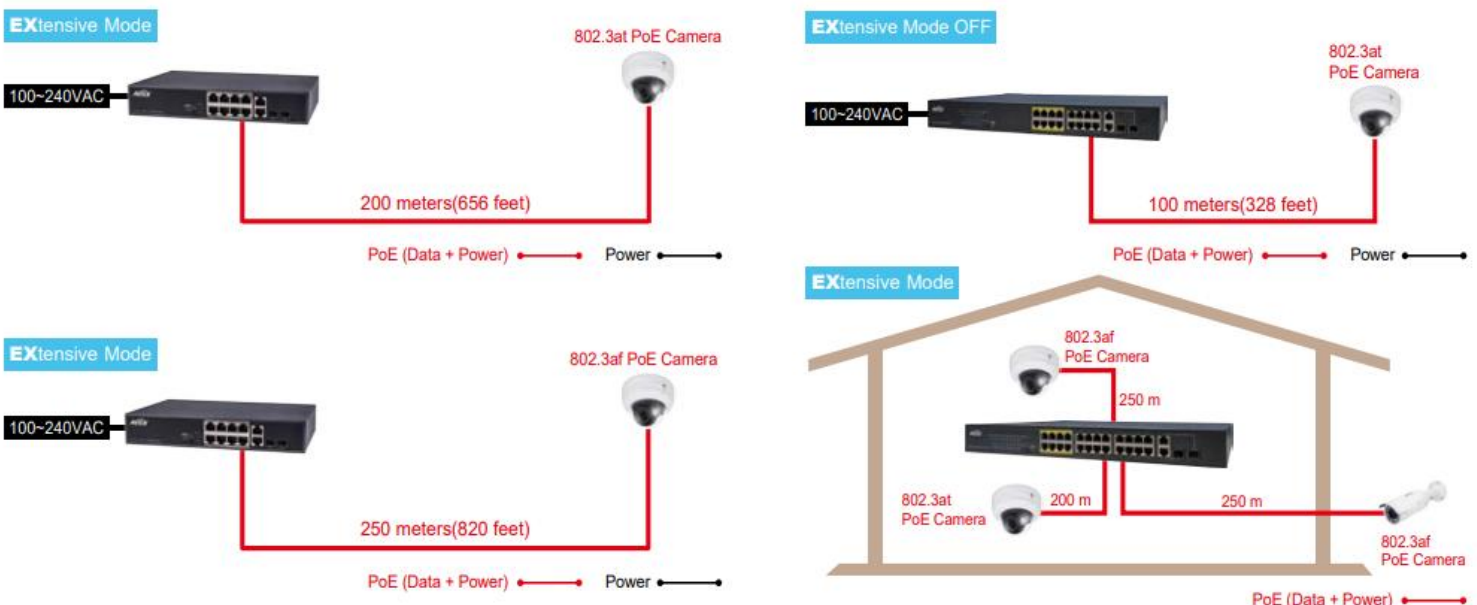 EXtensive Mode
802.3at PoE Camera
100~240VAC
200 meters(656 feet)
PoE (Data + Power)
Power
EXtensive Mode
802.3af PoE Camera
100~240VAC
250 meters(820 feet)
PoE (Data + Power)
Power
EXtensive Mode OFF
802.3at
PoE Camera
100~240VAC
100 meters(328 feet)
PoE (Data + Power)
Power
EXtensive Mode
802.3af
PoE Camera
250 m
802.3at
PoE Camera
200 m
250 m
802.3af
PoE Camera
PoE (Data + Power)